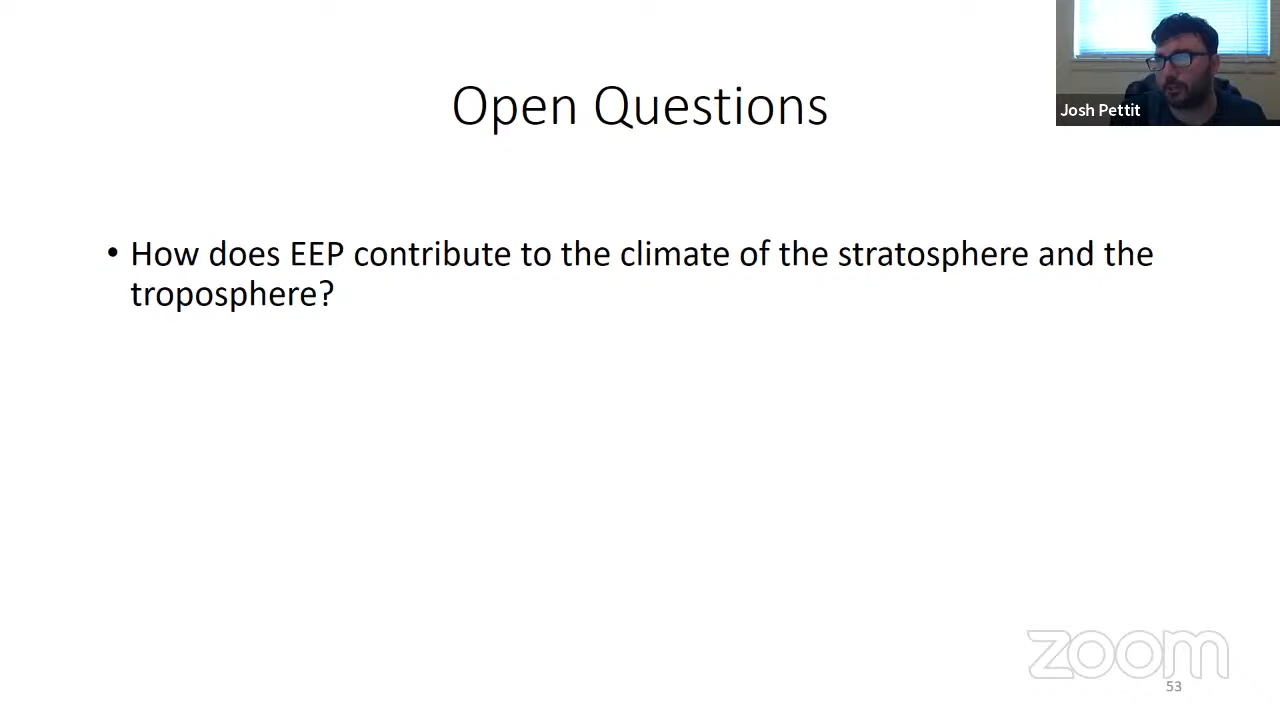 Open Questions
Josh Pettit
• How does EEP contribute to the climate of the stratosphere and the
troposphere?
zoom
53